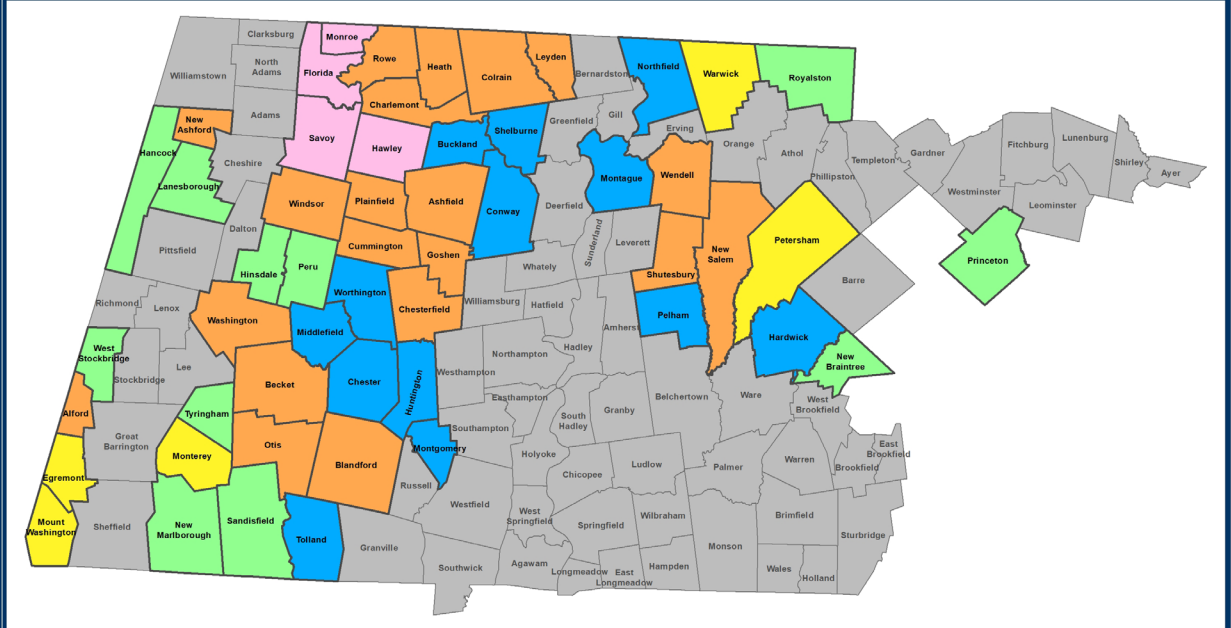 Clarksburg
Monroe
Williamstown
North
Adams
Florida
Rowe
Heath
Colrain
Leyden
Bernardston
Northfield
Warwick
Royalston
Charlemont
New
Ashford
Adams
Savoy
Hawley
Buckland
Shelburne
Greenfield
Gill
Erving
Orange
Athol
Phillipston
Templeton
Gardner
Westminster
Fitchburg
Lunenburg
Shirley
Ayer
Leominster
Hancock
Lanesborough
Cheshire
Windsor
Plainfield
Ashfield
Conway
Deerfield
Montague
Wendell
Sunderland
Leverett
New
Salem
Petersham
Princeton
Pittsfield
Dalton
Hinsdale
Peru
Cummington
Goshen
Whately
Shutesbury
Barre
Richmond
Lenox
Washington
Middlefield
Worthington
Chesterfield
Williamsburg
Hatfield
Amherst
Pelham
Hardwick
New
Braintree
West
Stockbridge
Stockbridge
Lee
Becket
Chester
Huntington
Westhampton
Northampton
Hadley
Easthampton
South
Hadley
Granby
Belchertown
Ware
West
Brookfield
Alford
Great
Barrington
Tyringham
Monterey
Otis
Blandford
Montgomery
Southampton
Holyoke
Chicopee
Ludlow
Palmer
Warren
Brookfield
East
Brookfield
Egremont
Mount
Washington
Sheffield
New
Marlborough
Sandisfield
Tolland
Granville
Russell
Westfield
West
Springfield
Springfield
Wilbraham
Monson
Brimfield
Sturbridge
Southwick
Agawam
Longmeadow
East
Longmeadow
Hampden
Wales
Holland